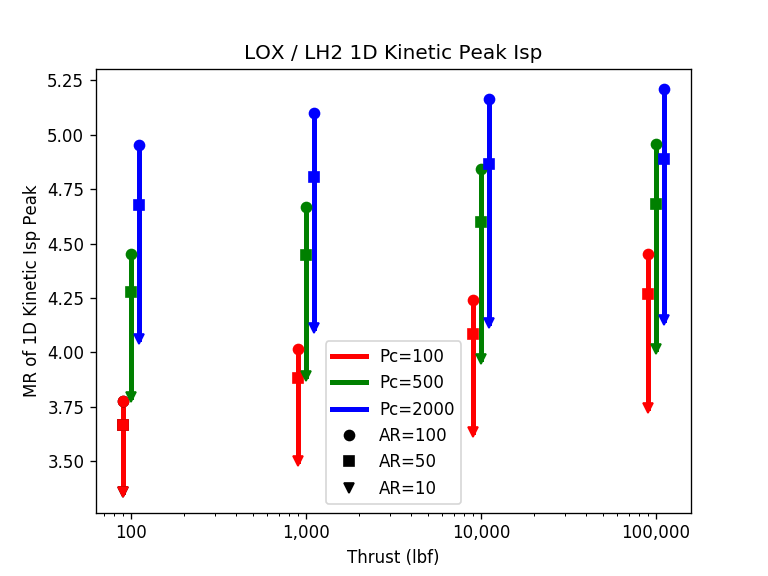 LOX / LH2 1D Kinetic Peak Isp
MR of 1D Kinetic Isp Peak
5.25
5.00
4.75
4.50
4.25
4.00
3.75
3.50
Pc=100
Pc=500
Pc=2000
AR=100
AR=50
AR=10
100
1,000
10,000
100,000
Thrust (lbf)